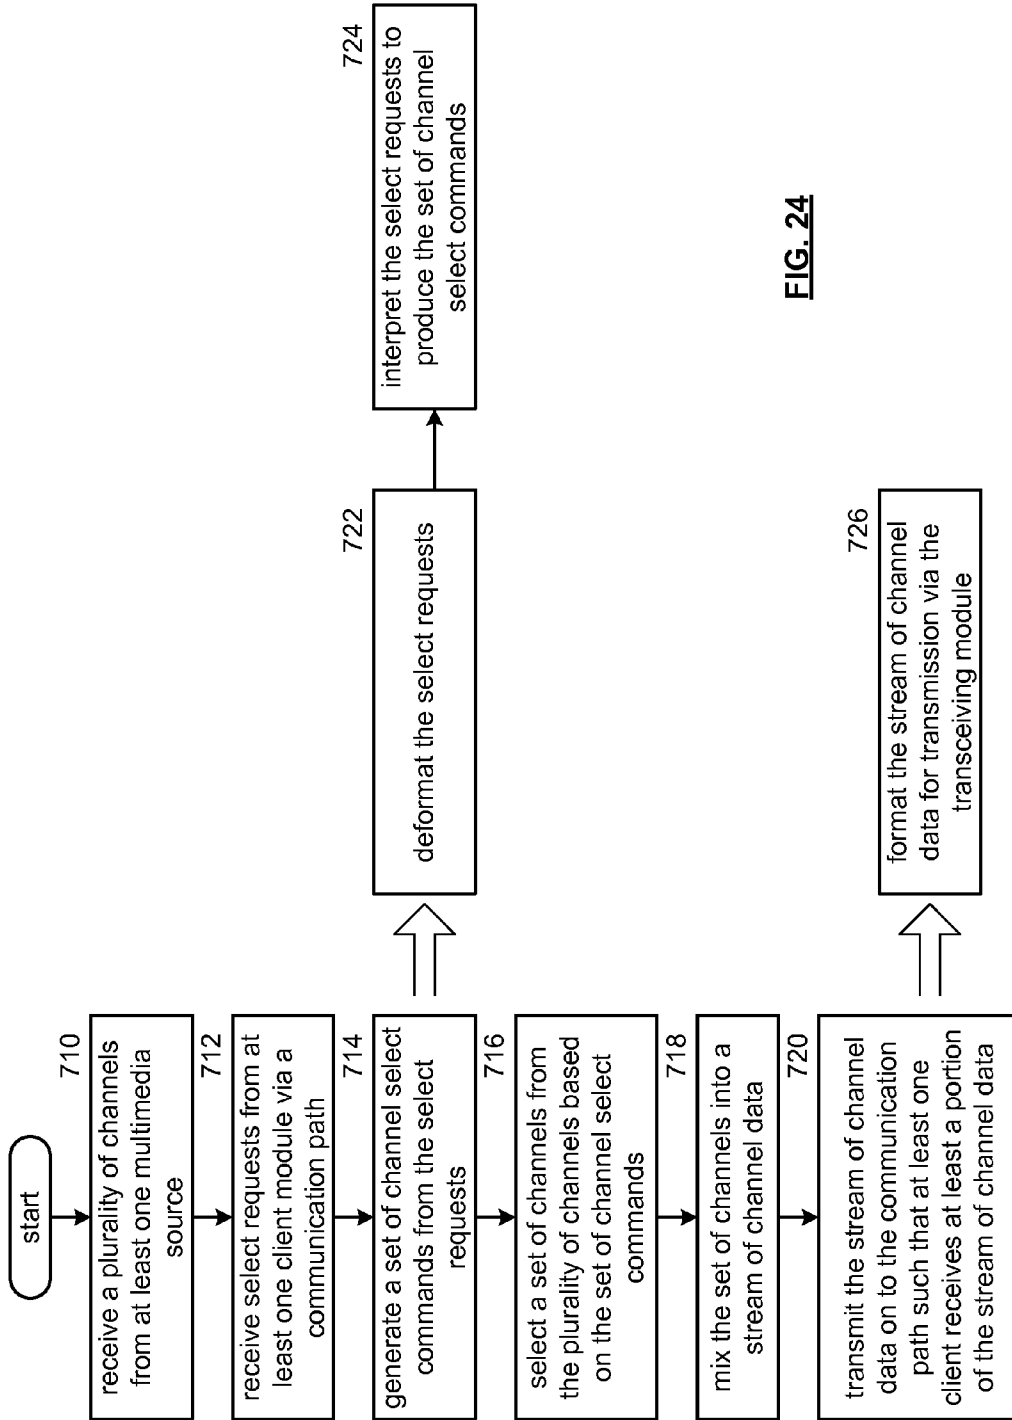 start
710
receive a plurality of channels
from at least one multimedia
source
712
receive select requests from at
least one client module via a
communication path
714
generate a set of channel select
commands from the select
requests
716
select a set of channels from
the plurality of channels based
on the set of channel select
commands
718
mix the set of channels into a
stream of channel data
720
transmit the stream of channel
data on to the communication
path such that at least one
client receives at least a portion
of the stream of channel data
722
deformat the select requests
724
interpret the select requests to
produce the set of channel
select commands
726
format the stream of channel
data for transmission via the
transceiving module
FIG. 24